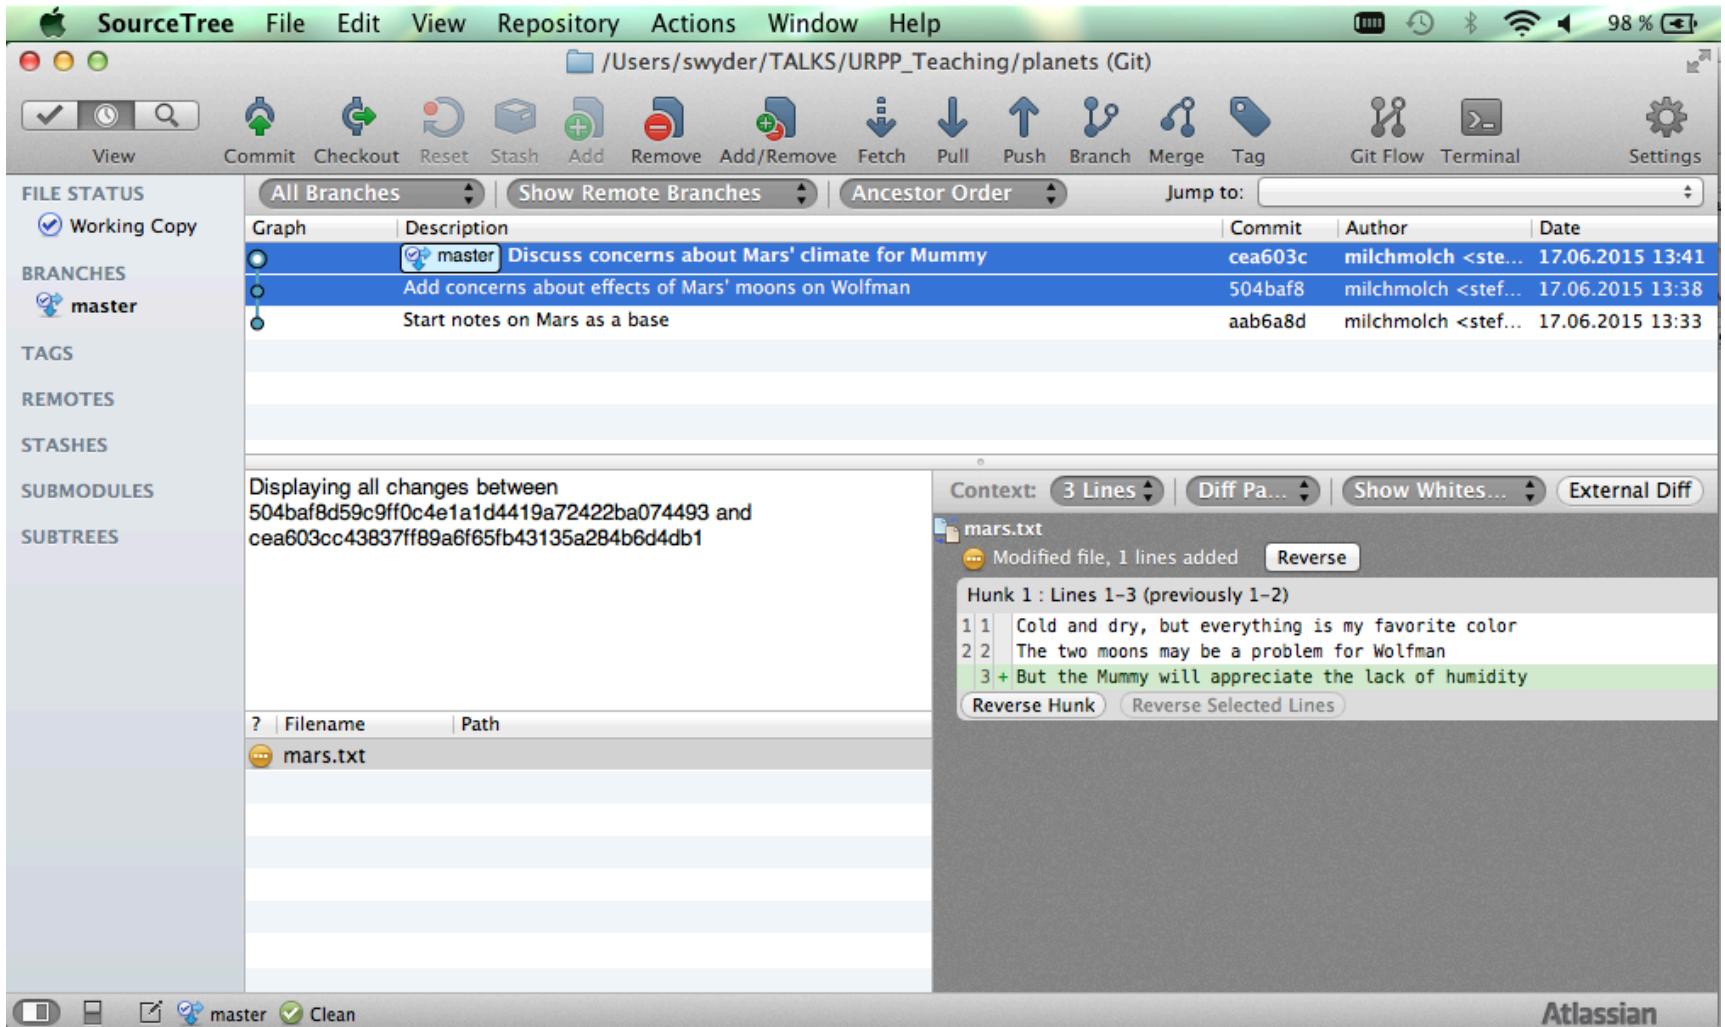 SourceTree File Edit View Repository Actions Window Help 98 %
/Users/swyder/TALKS/URPP_Teaching/planets (Git)
View Commit Checkout Reset Stash Add Remove Add/Remove Fetch Pull Push Branch Merge Tag Git Flow Terminal Settings
FILE STATUS
Working Copy
BRANCHES
master
TAGS
REMOTES
STASHES
SUBMODULES
SUBTREES
All Branches Show Remote Branches Ancestor Order Jump to:
Graph Description Commit Author Date
master Discuss concerns about Mars' climate for Mummy cea603c milchmolch <ste... 17.06.2015 13:41
Add concerns about effects of Mars' moons on Wolfman 504baf8 milchmolch <stef... 17.06.2015 13:38
Start notes on Mars as a base aab6a8d milchmolch <stef... 17.06.2015 13:33
Displaying all changes between
504baf8d59c9ff0c4e1a1d4419a72422ba074493 and
cea603cc43837ff89a6f65fb43135a284b6d4db1
? Filename Path
mars.txt
Context: 3 Lines Diff Pa... Show Whites... External Diff
mars.txt
Modified file, 1 lines added Reverse
Hunk 1 : Lines 1-3 (previously 1-2)
1 1 Cold and dry, but everything is my favorite color
2 2 The two moons may be a problem for Wolfman
3 + But the Mummy will appreciate the lack of humidity
Reverse Hunk Reverse Selected Lines
master Clean Atlassian